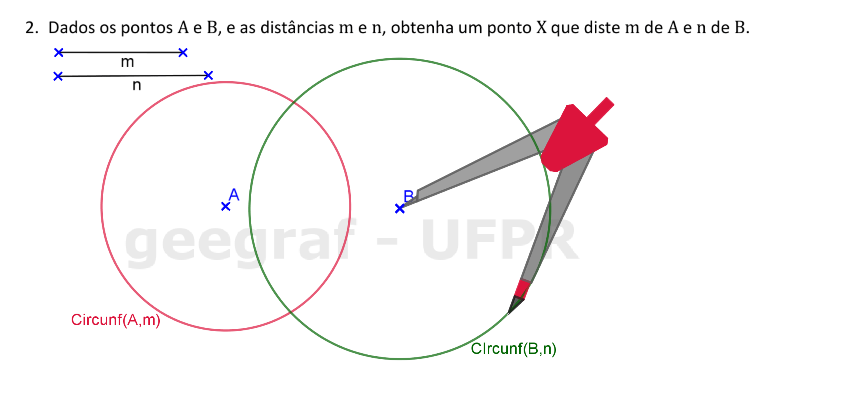 2. Dados os pontos A e B, e as distâncias m e n, obtenha um ponto X que diste m de A e n de B.
m
n
A
B
geegraf - UFPR
Circunf(A,m)
CIrcunf(B,n)